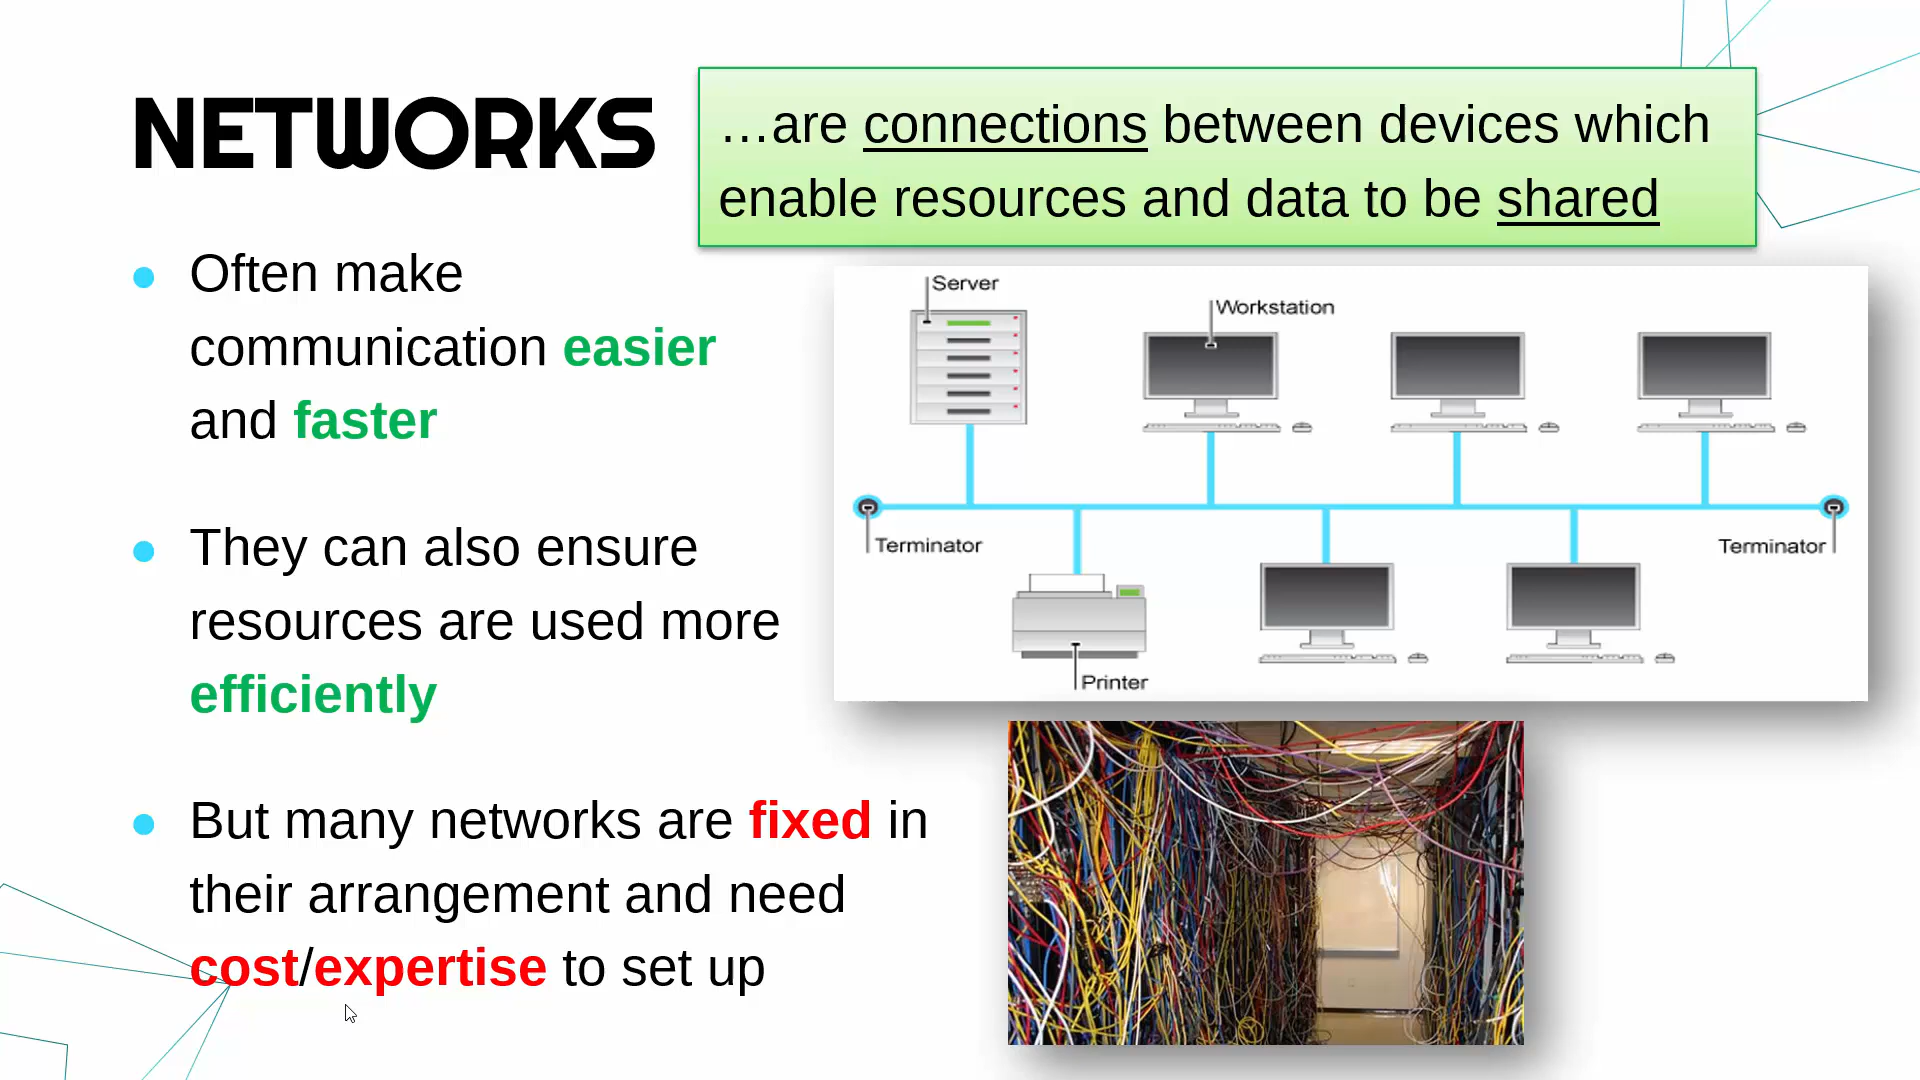 NETWORKS
…are connections between devices which
enable resources and data to be shared
Often make
communication easier
and faster
They can also ensure
resources are used more
efficiently
But many networks are fixed in
their arrangement and need
cost/expertise to set up
Server
Workstation
Terminator
Terminator
Printer